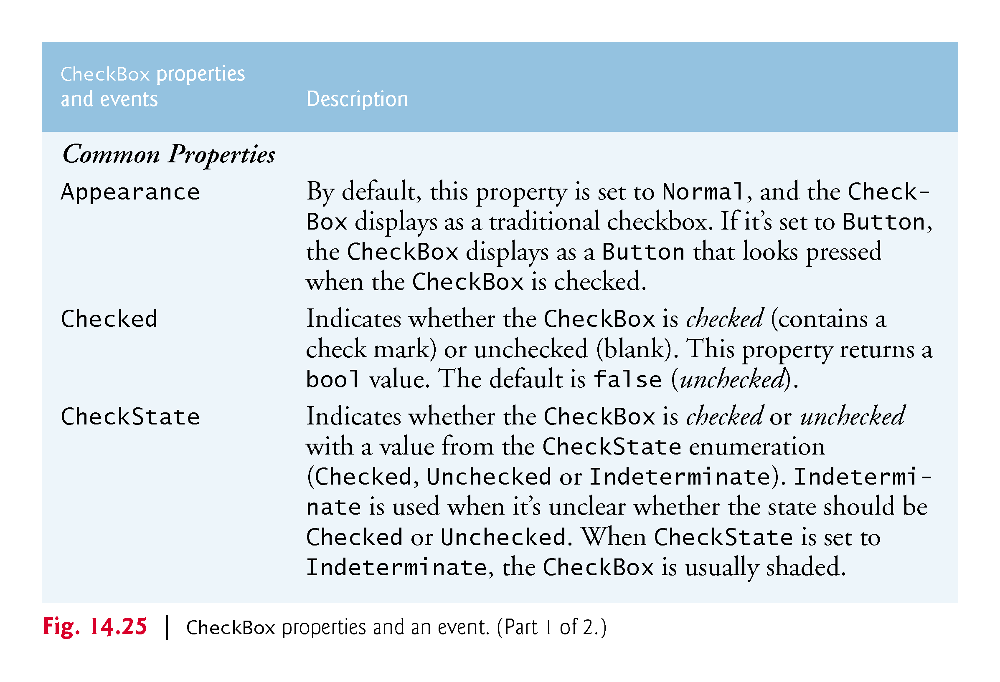 CheckBox properties
and events
Description
Common Properties
Appearance
By default, this property is set to Normal, and the Check-
Box displays as a traditional checkbox. If it’s set to Button,
the CheckBox displays as a Button that looks pressed
when the CheckBox is checked.
Checked
Indicates whether the CheckBox is checked (contains a
check mark) or unchecked (blank). This property returns a
bool value. The default is false (unchecked).
CheckState
Indicates whether the CheckBox is checked or unchecked
with a value from the CheckState enumeration
(Checked, Unchecked or Indeterminate). Indetermi-
nate is used when it’s unclear whether the state should be
Checked or Unchecked. When CheckState is set to
Indeterminate, the CheckBox is usually shaded.
Fig. 14.25 | CheckBox properties and an event. (Part 1 of 2.)